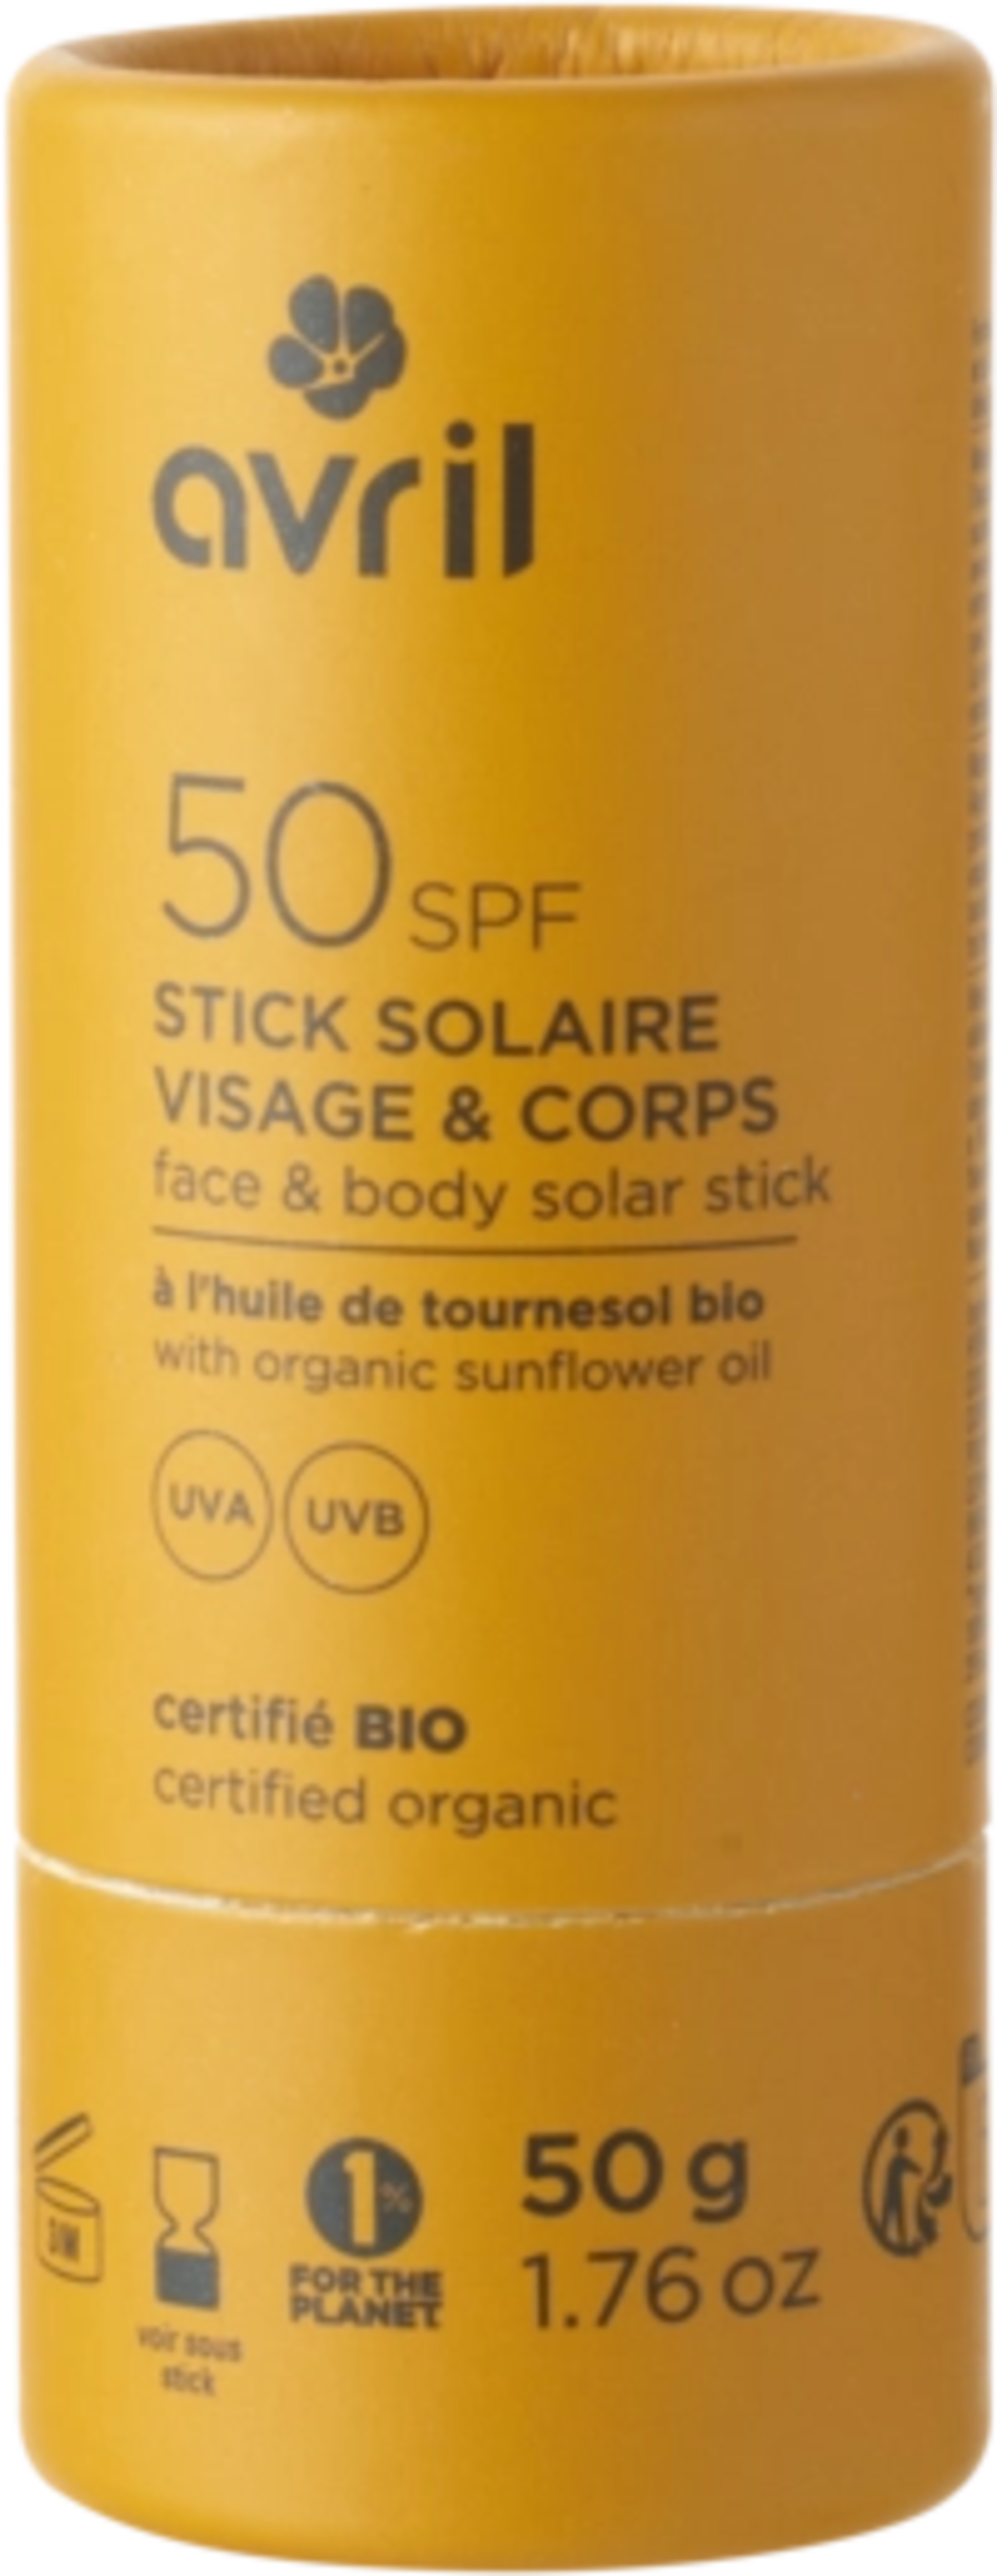 avril
50 SPF
STICK SOLAIRE
VISAGE & CORPS
face & body solar stick
à l'huile de tournesol bio
with organic sunflower oil
UVA UVB
certifié BIO
certified organic
1%
FOR THE
PLANET
50 g
1.76 oz
voir sous
stick